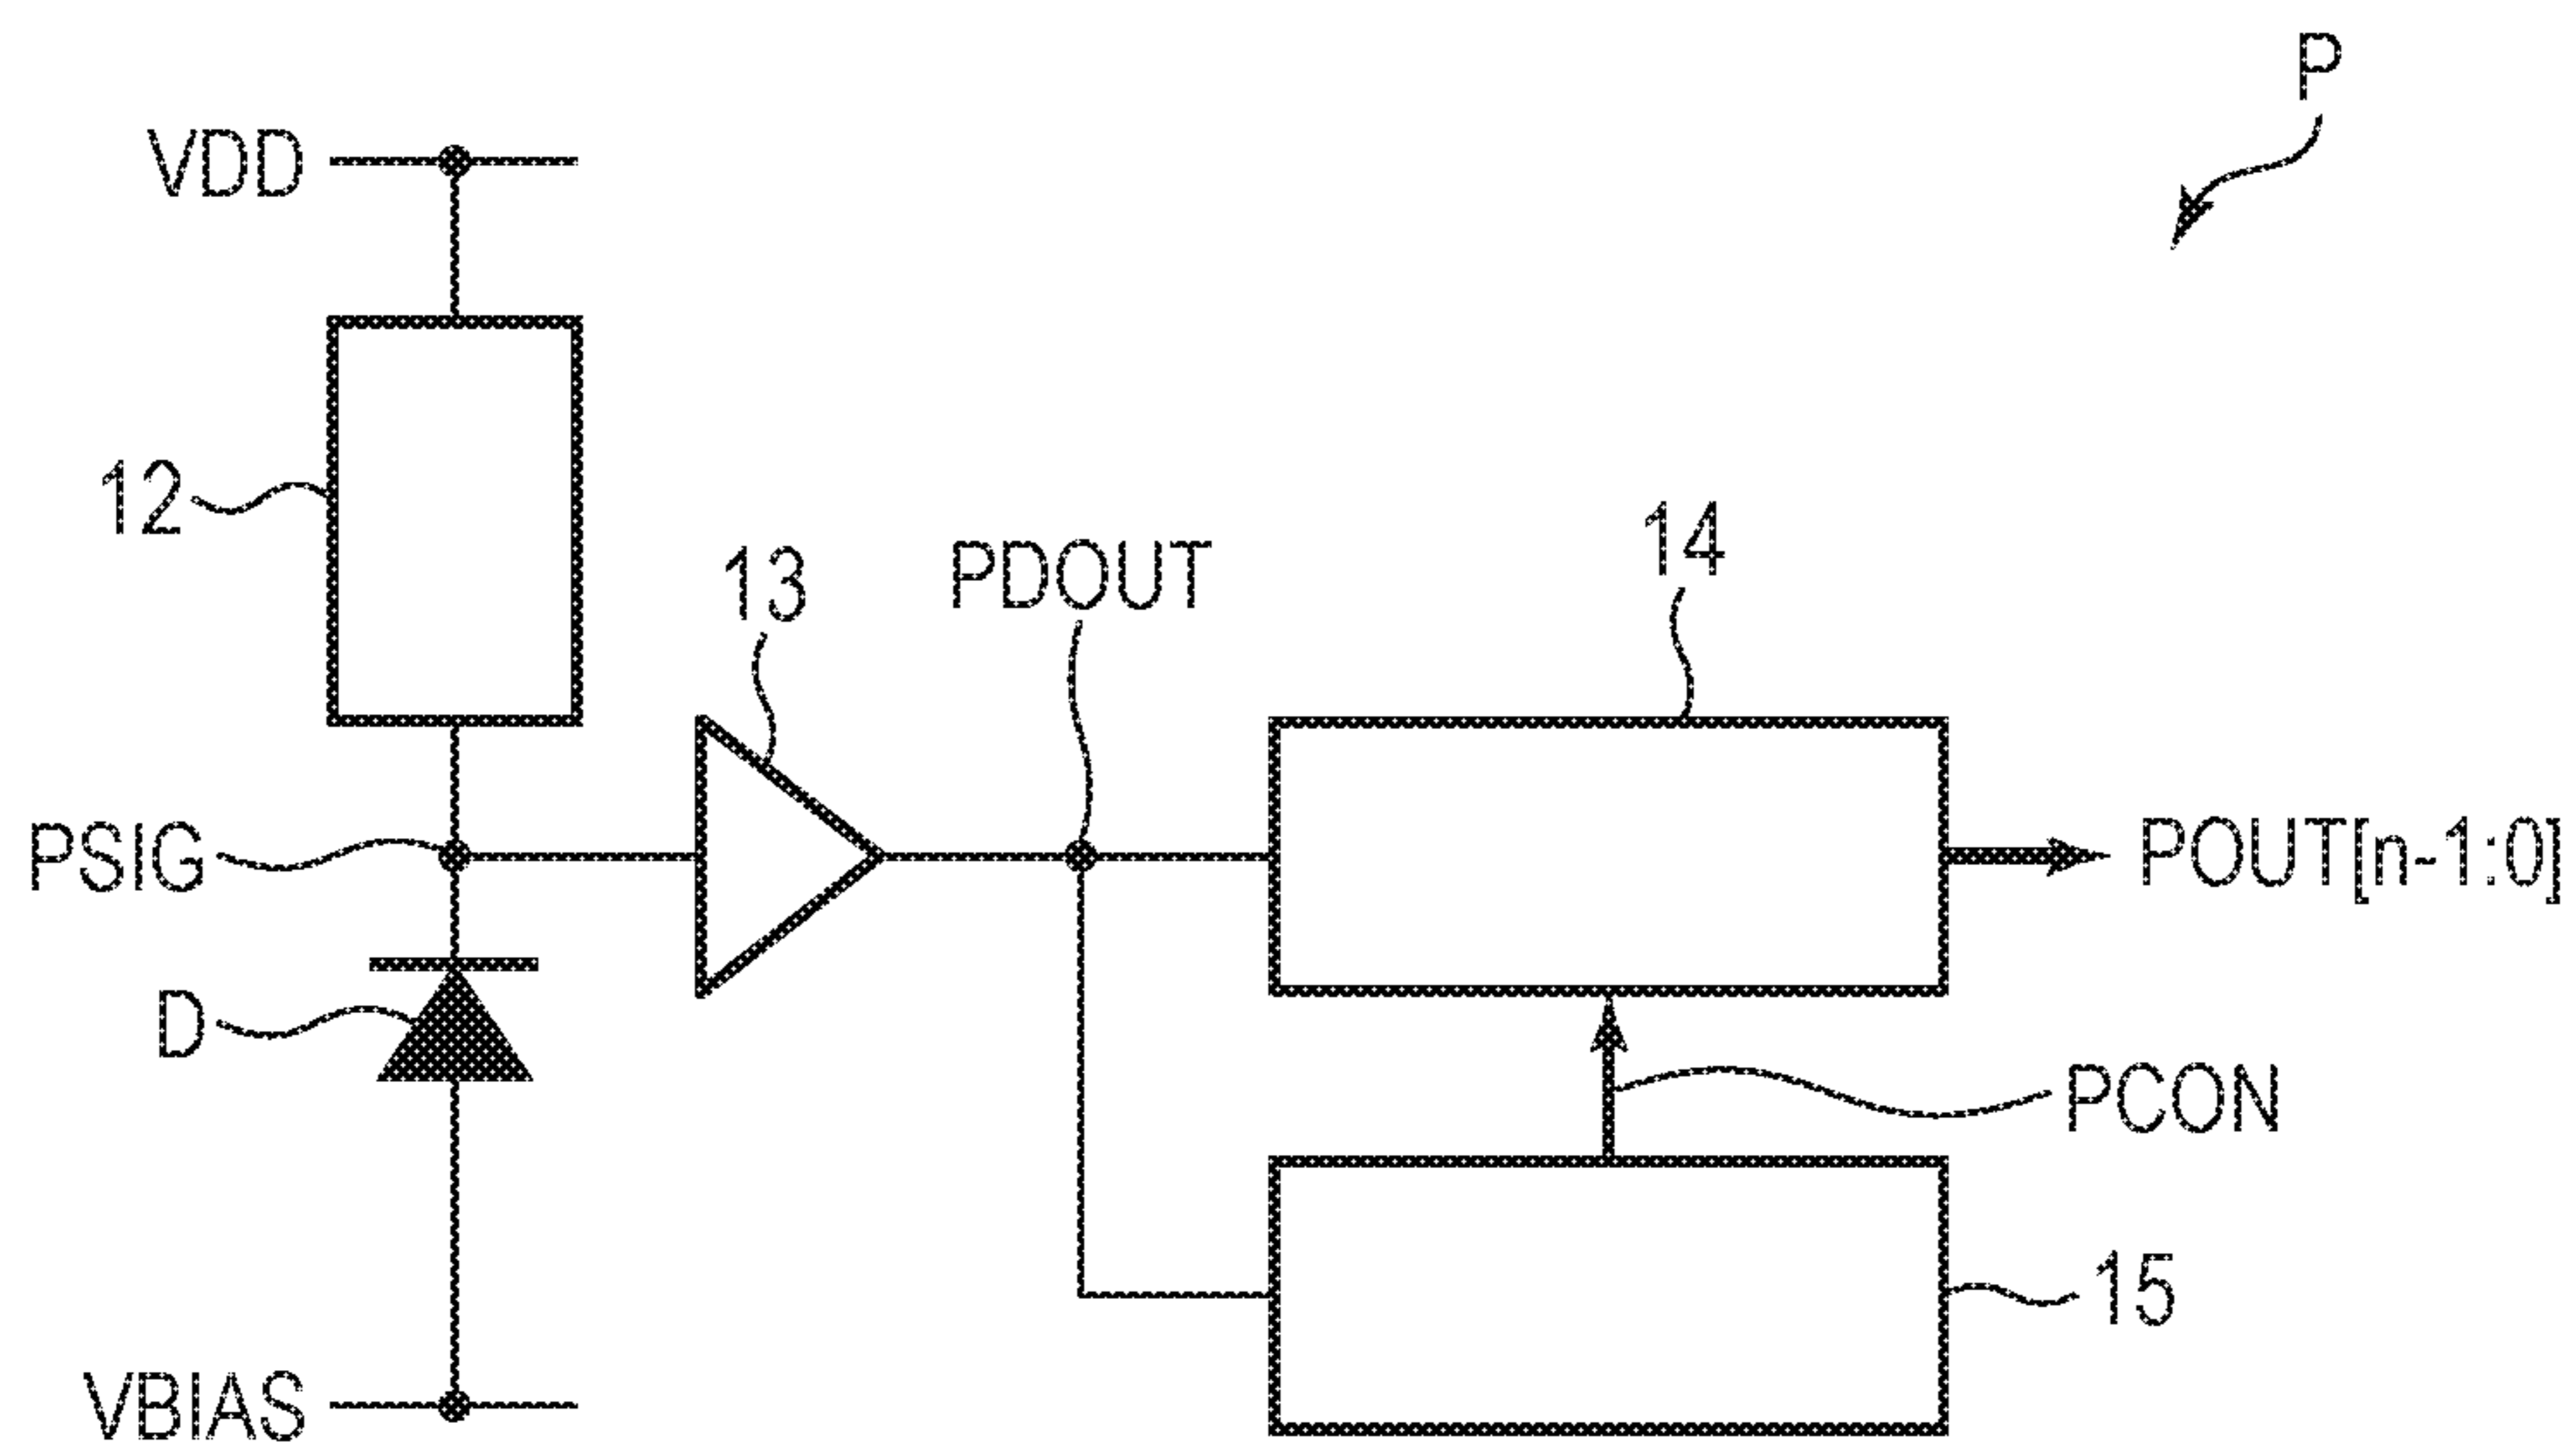 P
VDD
12
13
PDOUT
14
PSIG
POUT[n-1:0]
D
PCON
15
VBIAS